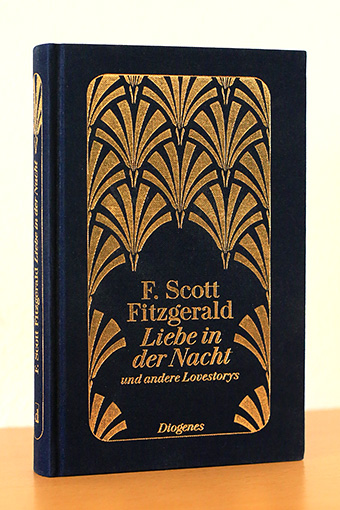 F. Scott Fitzgerald Liebe in der Nacht
F. Scott
Fitzgerald
Liebe in
der Nacht
und andere Lovestorys
Diogenes